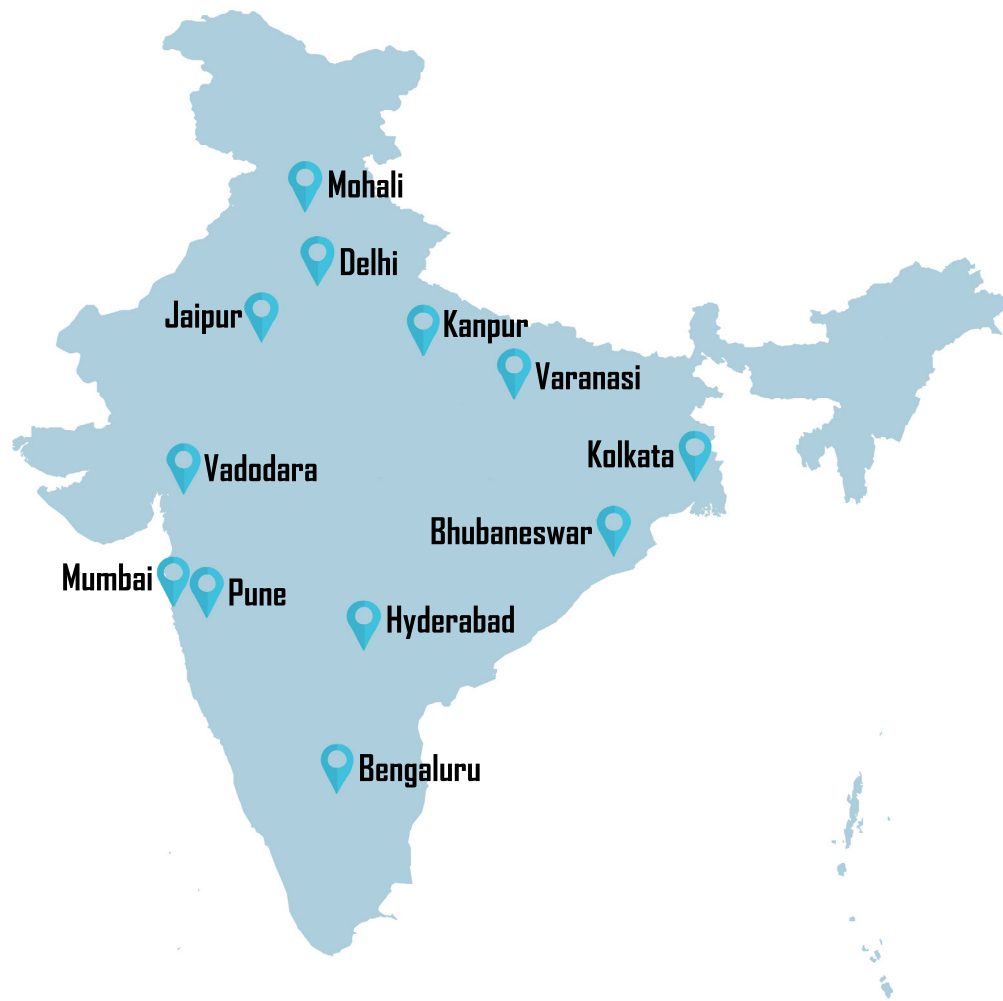 Mohali
Delhi
Jaipur
Kanpur
Varanasi
Kolkata
Vadodara
Bhubaneswar
Mumbai
Pune
Hyderabad
Bengaluru